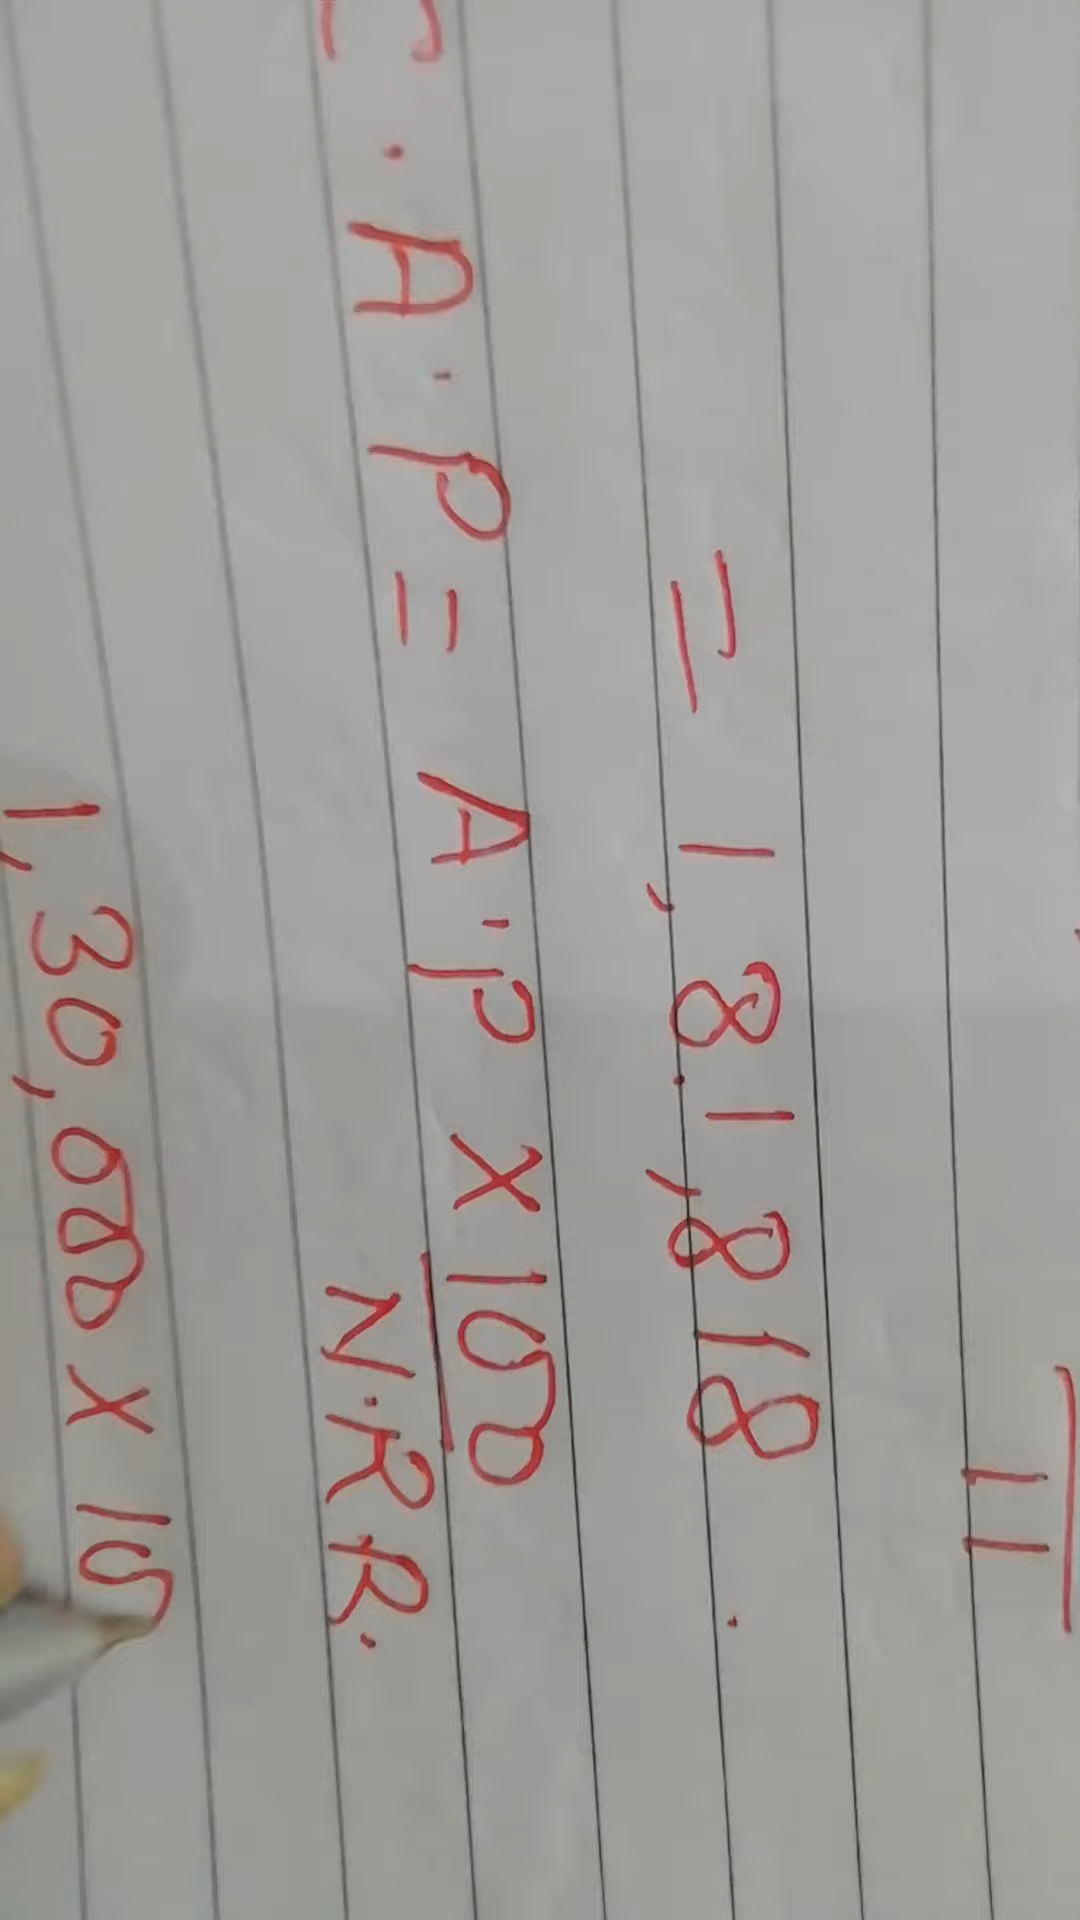 11
= 1,81,818
. A. P = A.P X 100
N.R R.
1,30,000 X 10